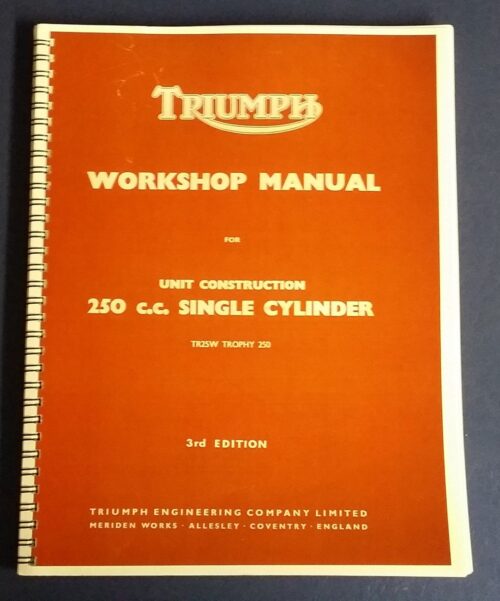 TRIUMPH
WORKSHOP MANUAL
FOR
UNIT CONSTRUCTION
250 c.c. SINGLE CYLINDER
TR25W TROPHY 250
3rd EDITION
TRIUMPH ENGINEERING COMPANY LIMITED
MERIDEN WORKS · ALLESLEY · COVENTRY · ENGLAND